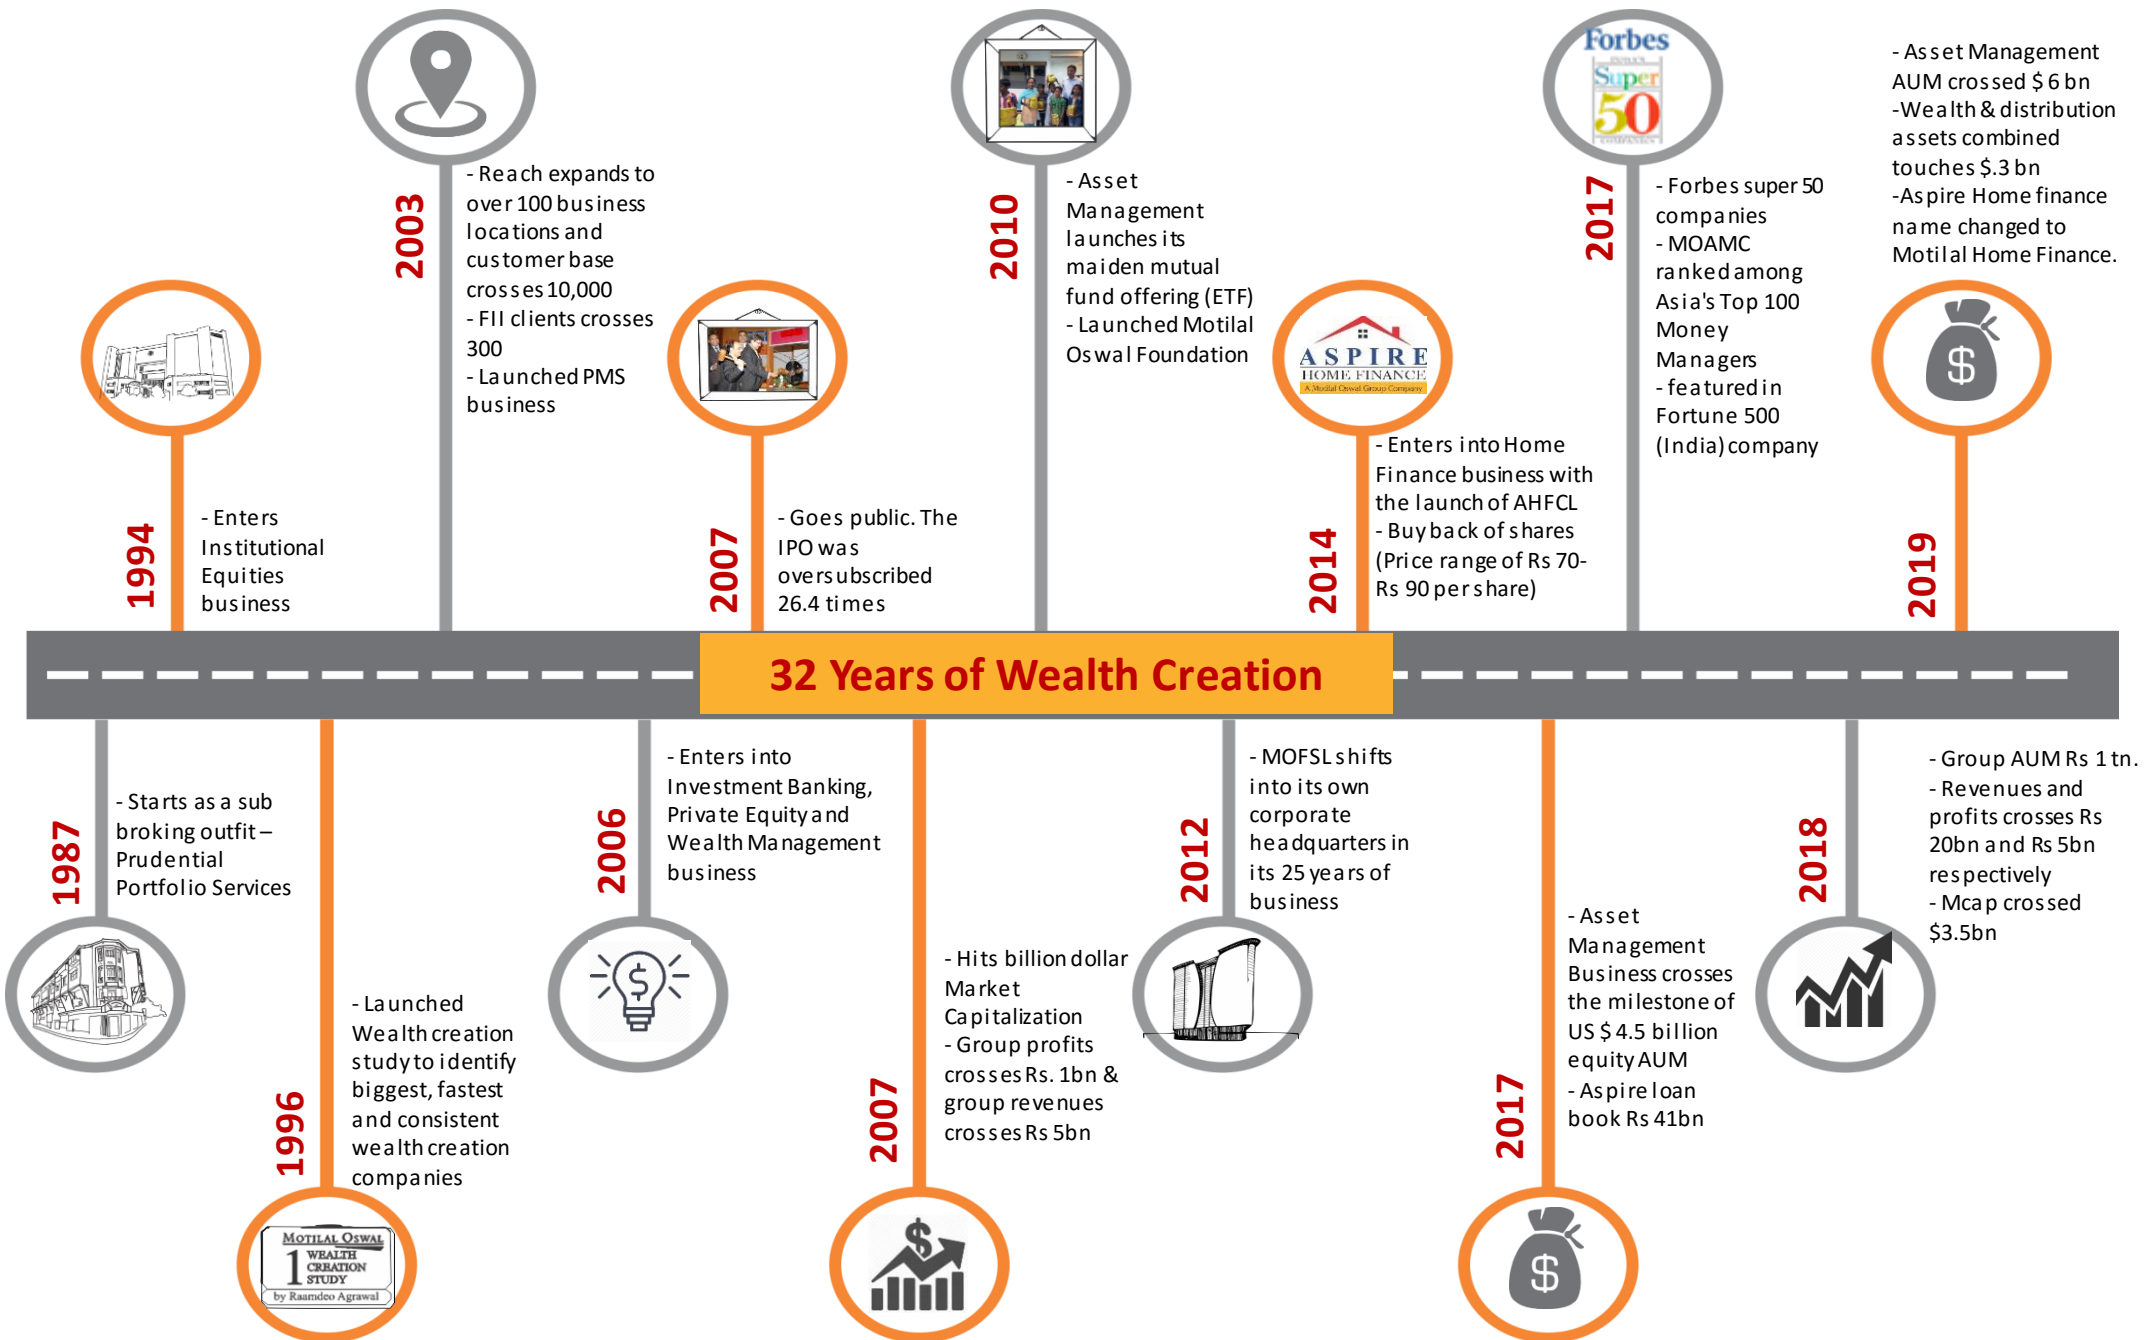 Forbes
Super
50
COMPANIES
2003
- Reach expands to
over 100 business
locations and
customer base
crosses 10,000
- FII clients crosses
300
- Launched PMS
business
2010
- Asset
Management
launches its
maiden mutual
fund offering (ETF)
- Launched Motilal
Oswal Foundation
2017
- Forbes super 50
companies
- MOAMC
ranked among
Asia's Top 100
Money
Managers
- featured in
Fortune 500
(India) company
- Asset Management
AUM crossed $ 6 bn
-Wealth & distribution
assets combined
touches $.3 bn
-Aspire Home finance
name changed to
Motilal Home Finance.
$
2019
1994
- Enters
Institutional
Equities
business
2007
- Goes public. The
IPO was
oversubscribed
26.4 times
ASPIRE
HOME FINANCE
A Motilal Oswal Group Company
2014
- Enters into Home
Finance business with
the launch of AHFCL
- Buy back of shares
(Price range of Rs 70-
Rs 90 per share)
32 Years of Wealth Creation
1987
- Starts as a sub
broking outfit –
Prudential
Portfolio Services
1996
- Launched
Wealth creation
study to identify
biggest, fastest
and consistent
wealth creation
companies
MOTILAL OSWAL
1 WEALTH
CREATION
STUDY
by Raamdeo Agrawal
2006
- Enters into
Investment Banking,
Private Equity and
Wealth Management
business
$
2007
- Hits billion dollar
Market
Capitalization
- Group profits
crosses Rs. 1bn &
group revenues
crosses Rs 5bn
$
2012
- MOFSL shifts
into its own
corporate
headquarters in
its 25 years of
business
2017
- Asset
Management
Business crosses
the milestone of
US $ 4.5 billion
equity AUM
- Aspire loan
book Rs 41bn
$
2018
- Group AUM Rs 1 tn.
- Revenues and
profits crosses Rs
20bn and Rs 5bn
respectively
- Mcap crossed
$3.5bn